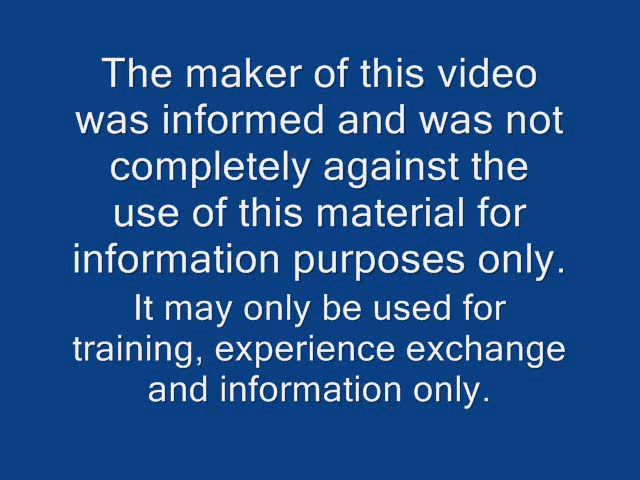 The maker of this video
was informed and was not
completely against the
use of this material for
information purposes only.
It may only be used for
training, experience exchange
and information only.